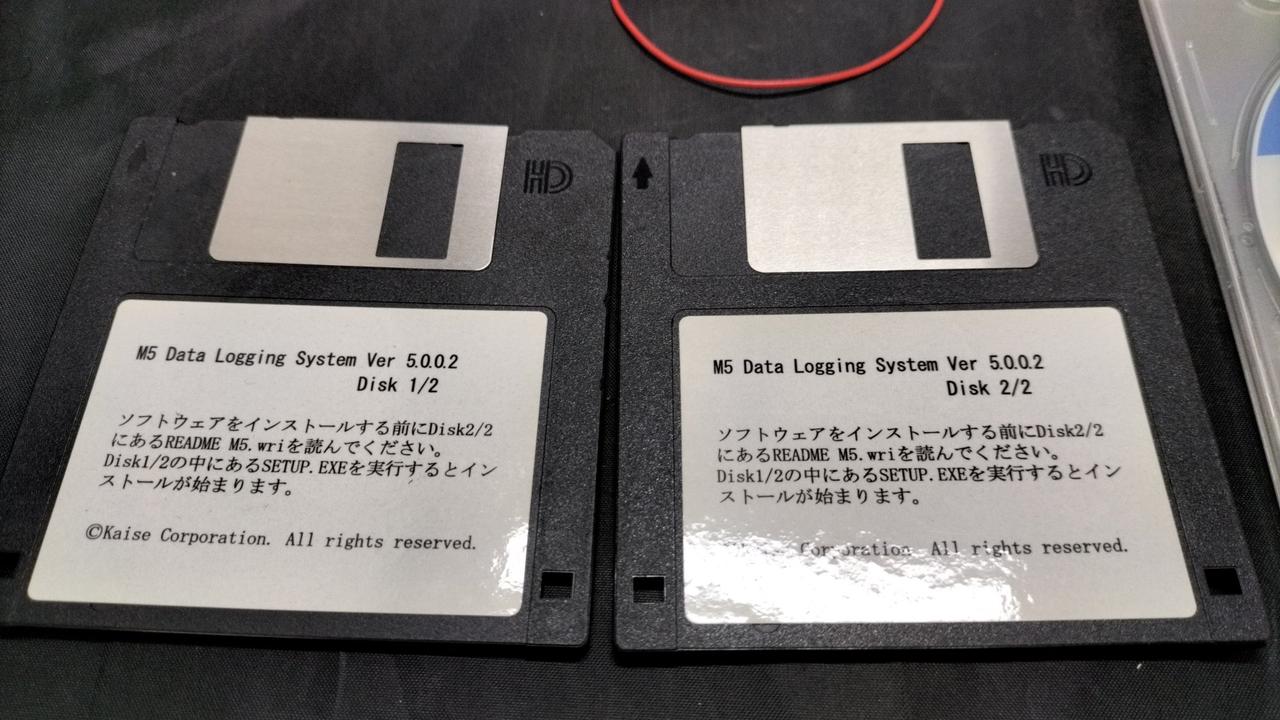 HD
M5 Data Logging System Ver 5.0.0.2
Disk 1/2
ソフトウェアをインストールする前にDisk2/2
にあるREADME M5.wriを読んでください。
Disk1/2の中にあるSETUP.EXEを実行するとイン
ストールが始まります。
©Kaise Corporation. All rights reserved.
HD
M5 Data Logging System Ver 5.0.0.2
Disk 2/2
ソフトウェアをインストールする前にDisk2/2
にあるREADME M5.wriを読んでください。
Disk1/2の中にあるSETUP.EXEを実行するとイン
ストールが始まります。
Corporation. All rights reserved.